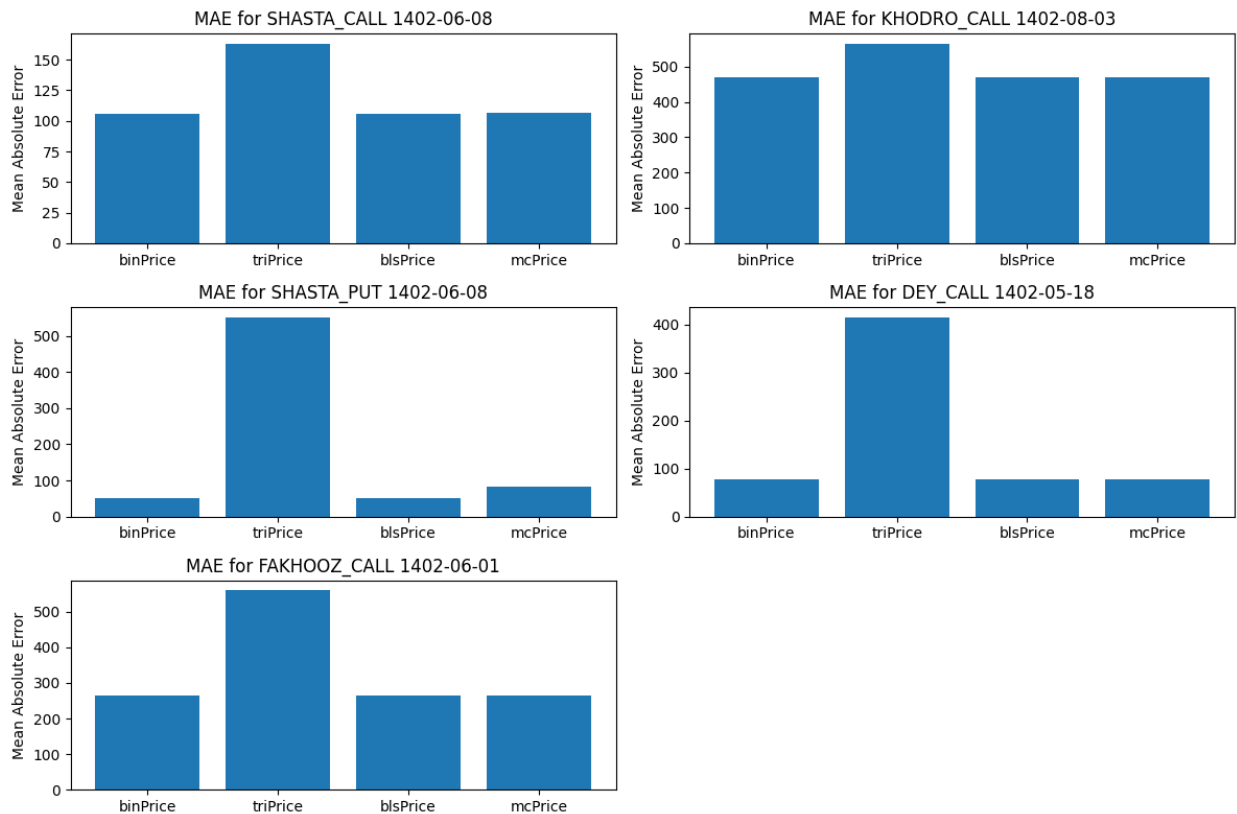 MAE for SHASTA_CALL 1402-06-08
Mean Absolute Error
150
125
100
75
50
25
0
binPrice triPrice blsPrice mcPrice
MAE for KHODRO_CALL 1402-08-03
Mean Absolute Error
500
400
300
200
100
0
binPrice triPrice blsPrice mcPrice
MAE for SHASTA_PUT 1402-06-08
Mean Absolute Error
500
400
300
200
100
0
binPrice triPrice blsPrice mcPrice
MAE for DEY_CALL 1402-05-18
Mean Absolute Error
400
300
200
100
0
binPrice triPrice blsPrice mcPrice
MAE for FAKHOOZ_CALL 1402-06-01
Mean Absolute Error
500
400
300
200
100
0
binPrice triPrice blsPrice mcPrice